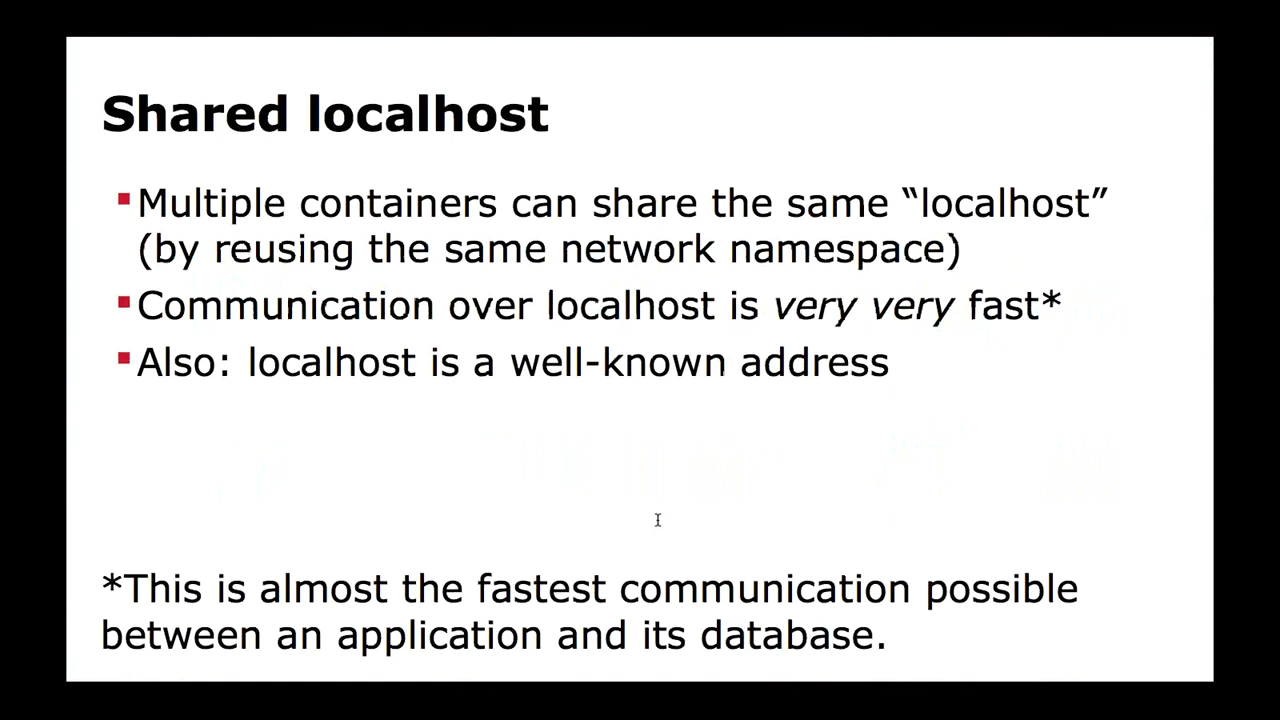 Shared localhost
Multiple containers can share the same “localhost”
(by reusing the same network namespace)
Communication over localhost is very very fast*
Also: localhost is a well-known address
*This is almost the fastest communication possible
between an application and its database.